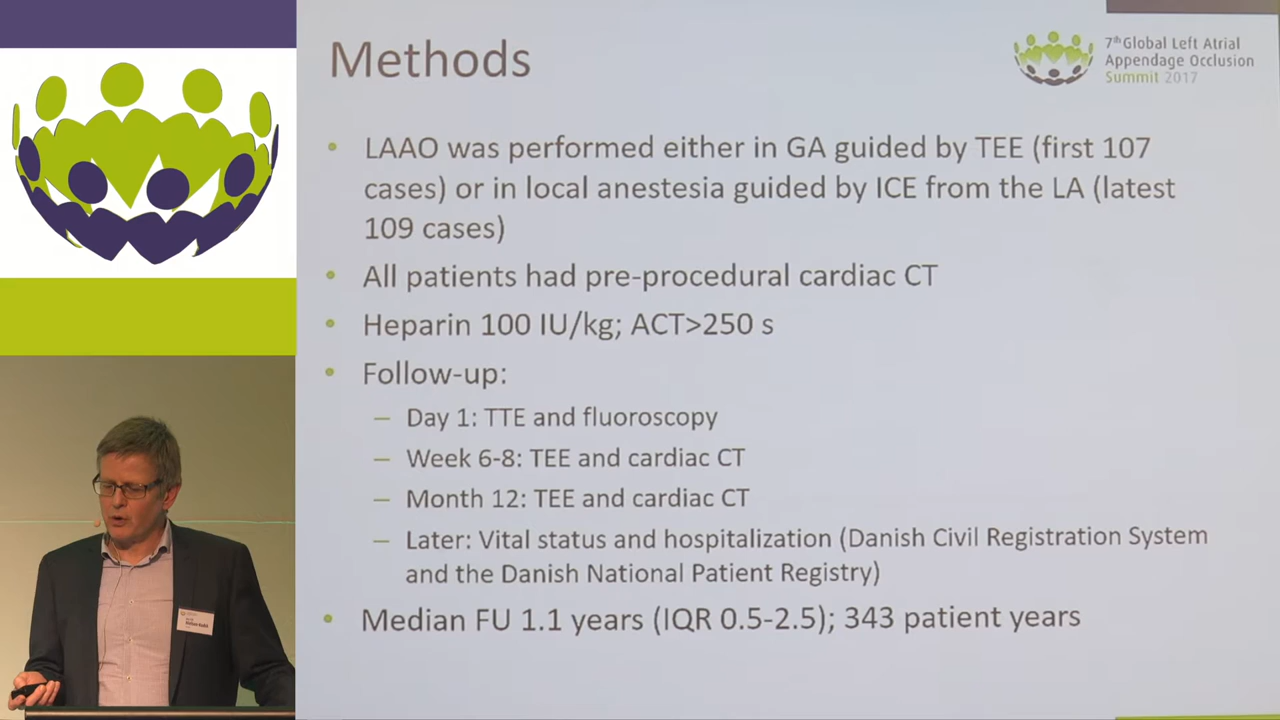 Methods
7th Global Left Atrial
Appendage Occlusion
Summit 2017
• LAAO was performed either in GA guided by TEE (first 107
cases) or in local anestesia guided by ICE from the LA (latest
109 cases)
• All patients had pre-procedural cardiac CT
• Heparin 100 IU/kg; ACT>250 s
• Follow-up:
– Day 1: TTE and fluoroscopy
– Week 6-8: TEE and cardiac CT
– Month 12: TEE and cardiac CT
– Later: Vital status and hospitalization (Danish Civil Registration System
and the Danish National Patient Registry)
• Median FU 1.1 years (IQR 0.5-2.5); 343 patient years